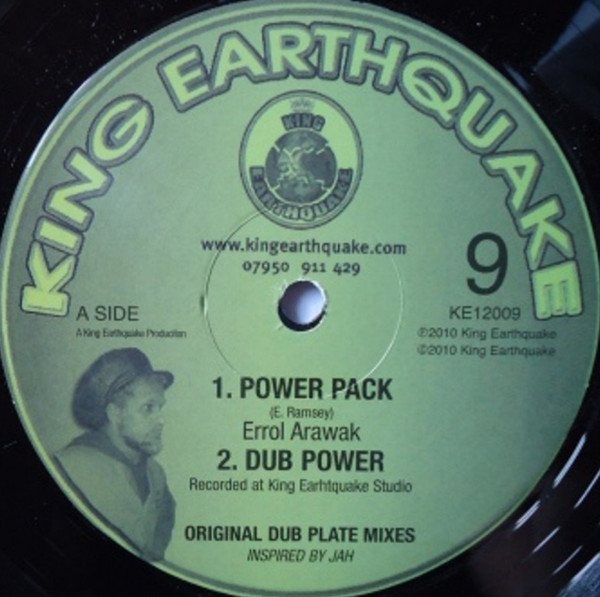 KING EARTHQUAKE
KING
EARTHQUAKE
www.kingearthquake.com
07950 911 429
9
A SIDE
KE12009
A King Earthquake Production
℗2010 King Earthquake
©2010 King Earthquake
1. POWER PACK
(E. Ramsey)
Errol Arawak
2. DUB POWER
Recorded at King Earhtquake Studio
ORIGINAL DUB PLATE MIXES
INSPIRED BY JAH